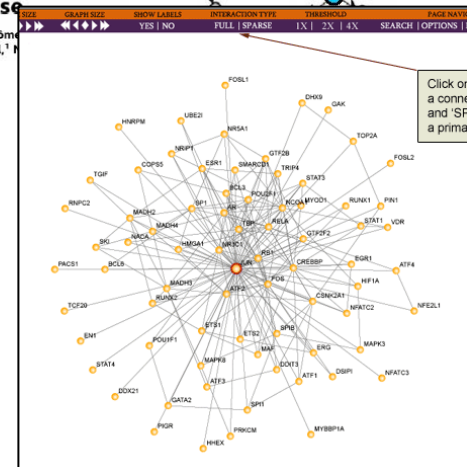 se
SIZE GRAPH SIZE SHOW LABELS INTERACTION TYPE THRESHOLD PAGE NAVI
YES | NO FULL | SPARSE 1X | 2X | 4X SEARCH | OPTIONS |
Click on
a conne
and 'SP
a prima
FOSL1
DHX9
GAK
HNRPM
UBE2I
NR5A1
TOP2A
NRIP1
GTF2B
FOSL2
COPS5
ESR1
SMARCD1
TRIP4
TGIF
STAT3
BCL3
POU2F1
RNPC2
SP1
AR
NCOA1
MYOD1
RUNX1
PIN1
MADH2
MADH4
TBP
RELA
STAT1
VDR
SKI
NACA
HMGA1
NR3C1
GTF2F2
RB1
PACS1
BCL6
JUN
CREBBP
EGR1
ATF4
MADH3
ATF2
FOS
HIF1A
RUNX2
CSNK2A1
TCF20
NFATC2
NFE2L1
EN1
ETS1
ETS2
SPIB
POU1F1
MAF
ERG
MAPK3
STAT4
MAPK8
DDIT3
DSIPI
NFATC3
DDX21
ATF3
ATF1
GATA2
SPI1
PIGR
PRKCM
MYBBP1A
HHEX